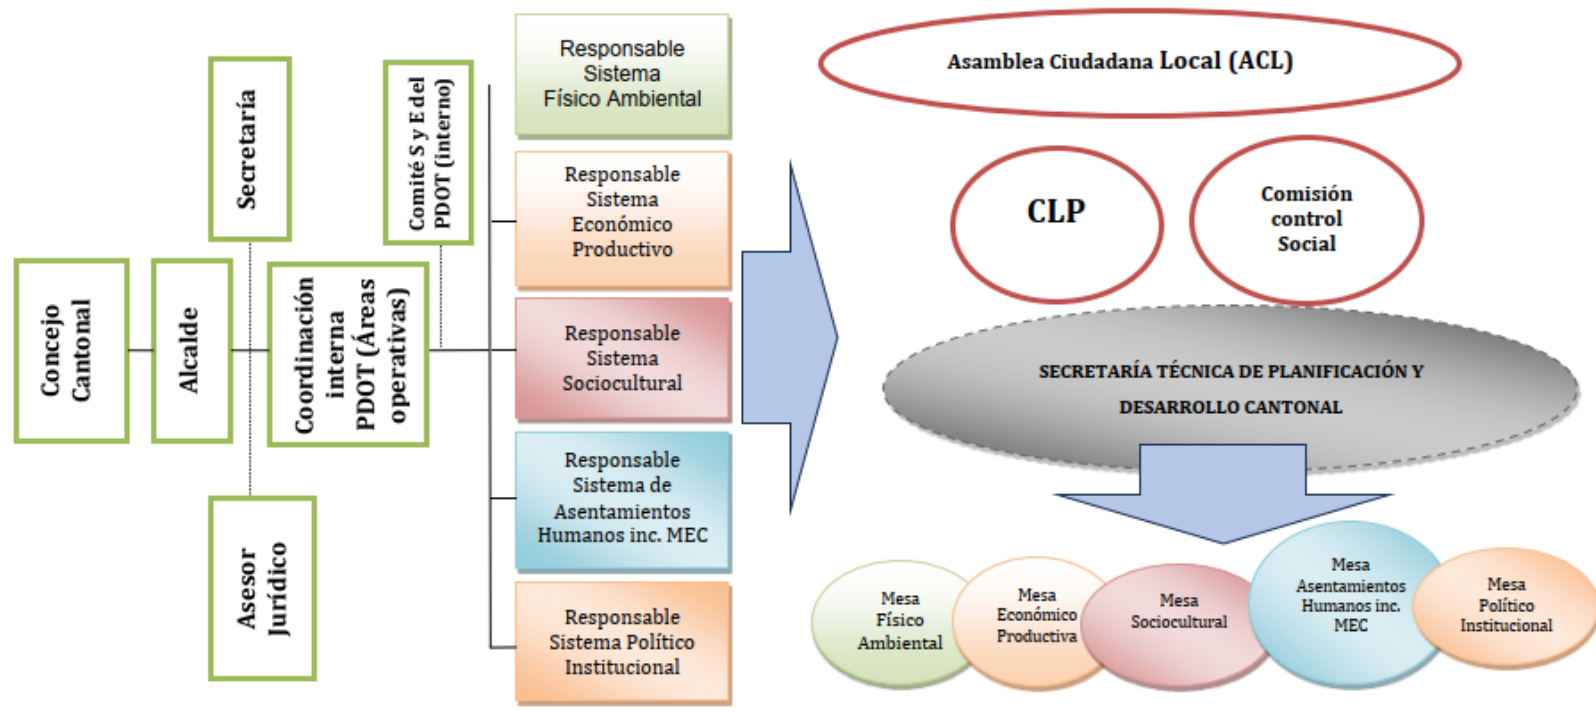 Concejo
Cantonal
Alcalde
Secretaría
Asesor
Jurídico
Coordinación
interna
PDOT (Áreas
operativas)
Comité S y E del
PDOT (interno)
Responsable
Sistema
Físico Ambiental
Responsable
Sistema
Económico
Productivo
Responsable
Sistema
Sociocultural
Responsable
Sistema de
Asentamientos
Humanos inc. MEC
Responsable
Sistema Político
Institucional
Asamblea Ciudadana Local (ACL)
CLP
Comisión
control
Social
SECRETARÍA TÉCNICA DE PLANIFICACIÓN Y
DESARROLLO CANTONAL
Mesa
Físico
Ambiental
Mesa
Económico
Productiva
Mesa
Sociocultural
Mesa
Asentamientos
Humanos inc.
MEC
Mesa
Político
Institucional